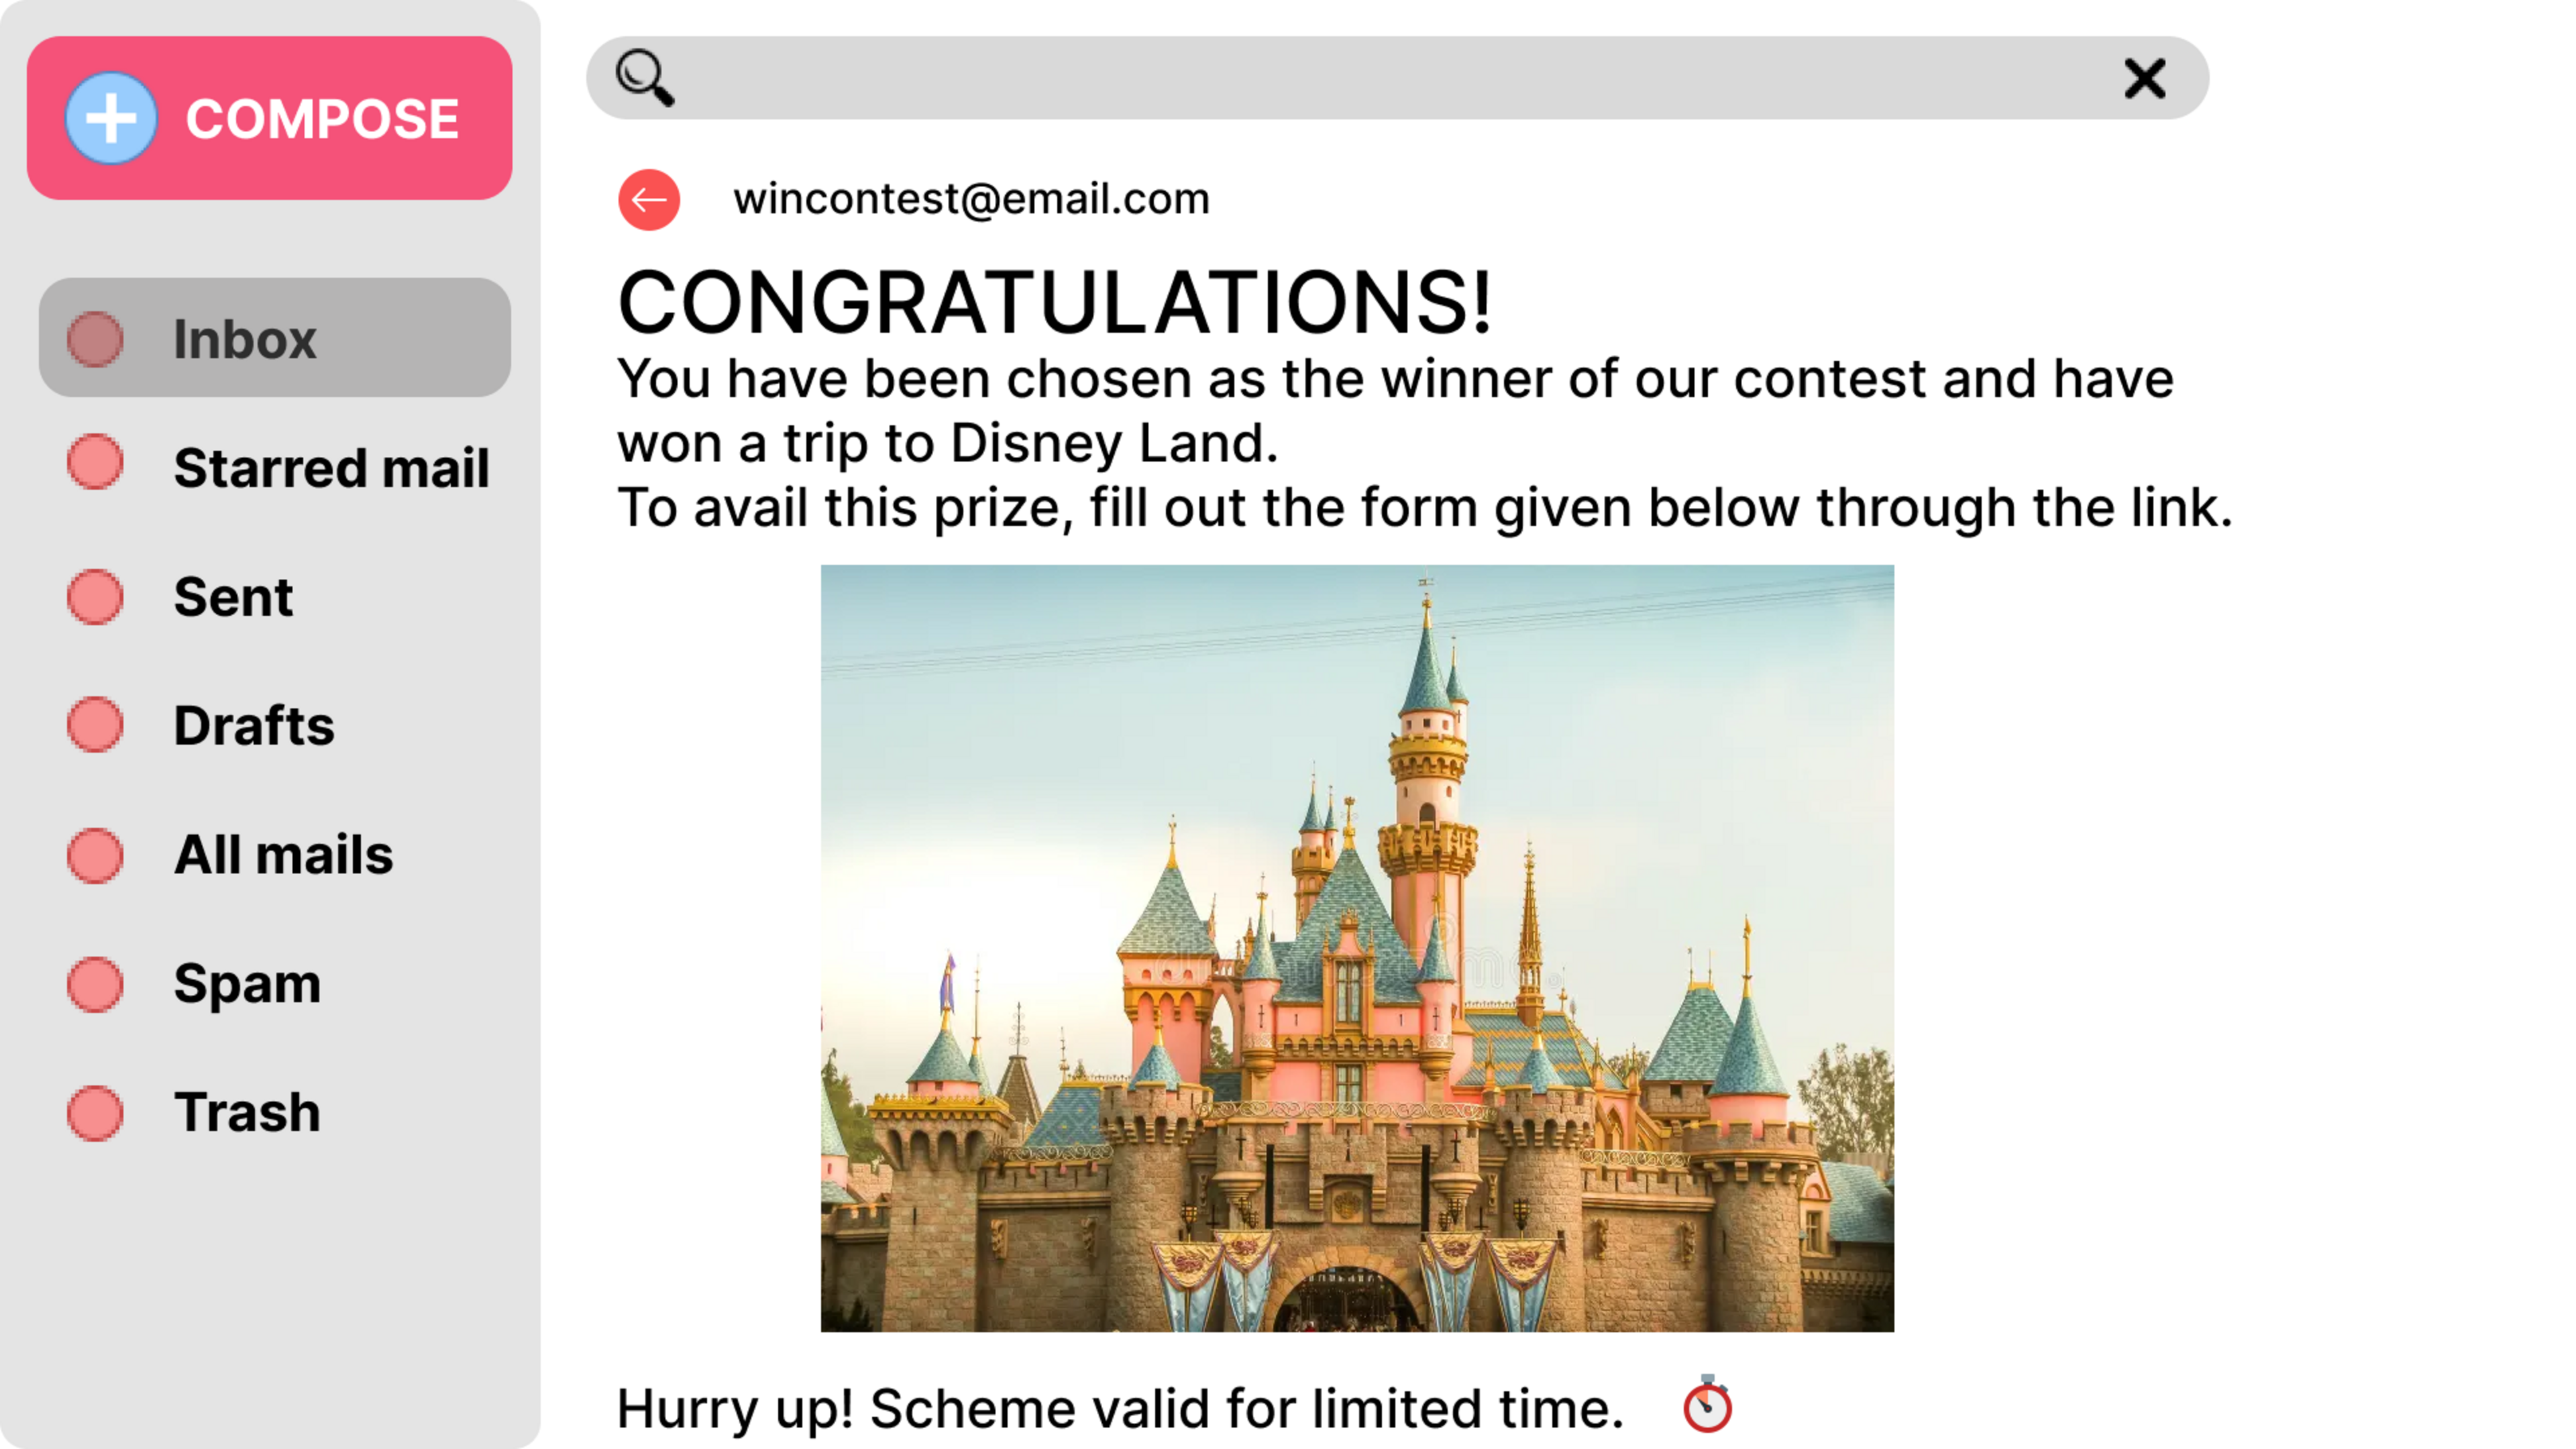 COMPOSE
Inbox
Starred mail
Sent
Drafts
All mails
Spam
Trash
wincontest@email.com
CONGRATULATIONS!
You have been chosen as the winner of our contest and have
won a trip to Disney Land.
To avail this prize, fill out the form given below through the link.
Hurry up! Scheme valid for limited time.